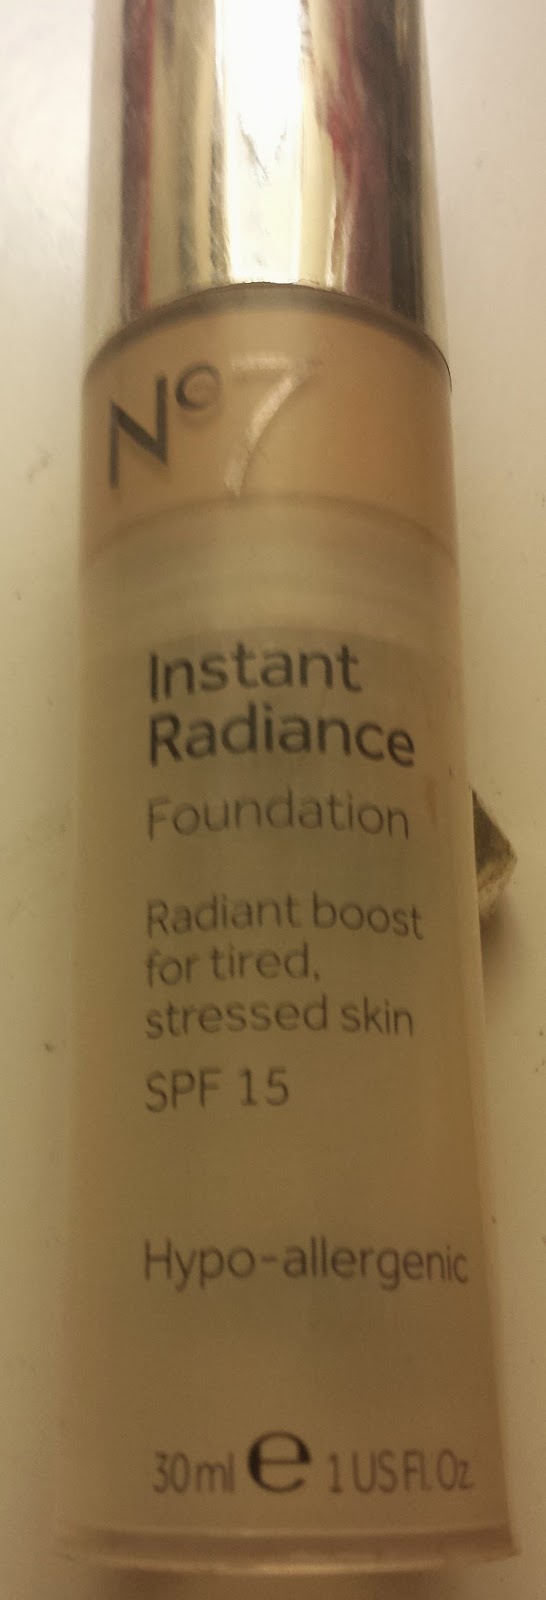 No7
Instant
Radiance
Foundation
Radiant boost
for tired,
stressed skin
SPF 15
Hypo-allergenic
30ml e 1 US Fl. Oz